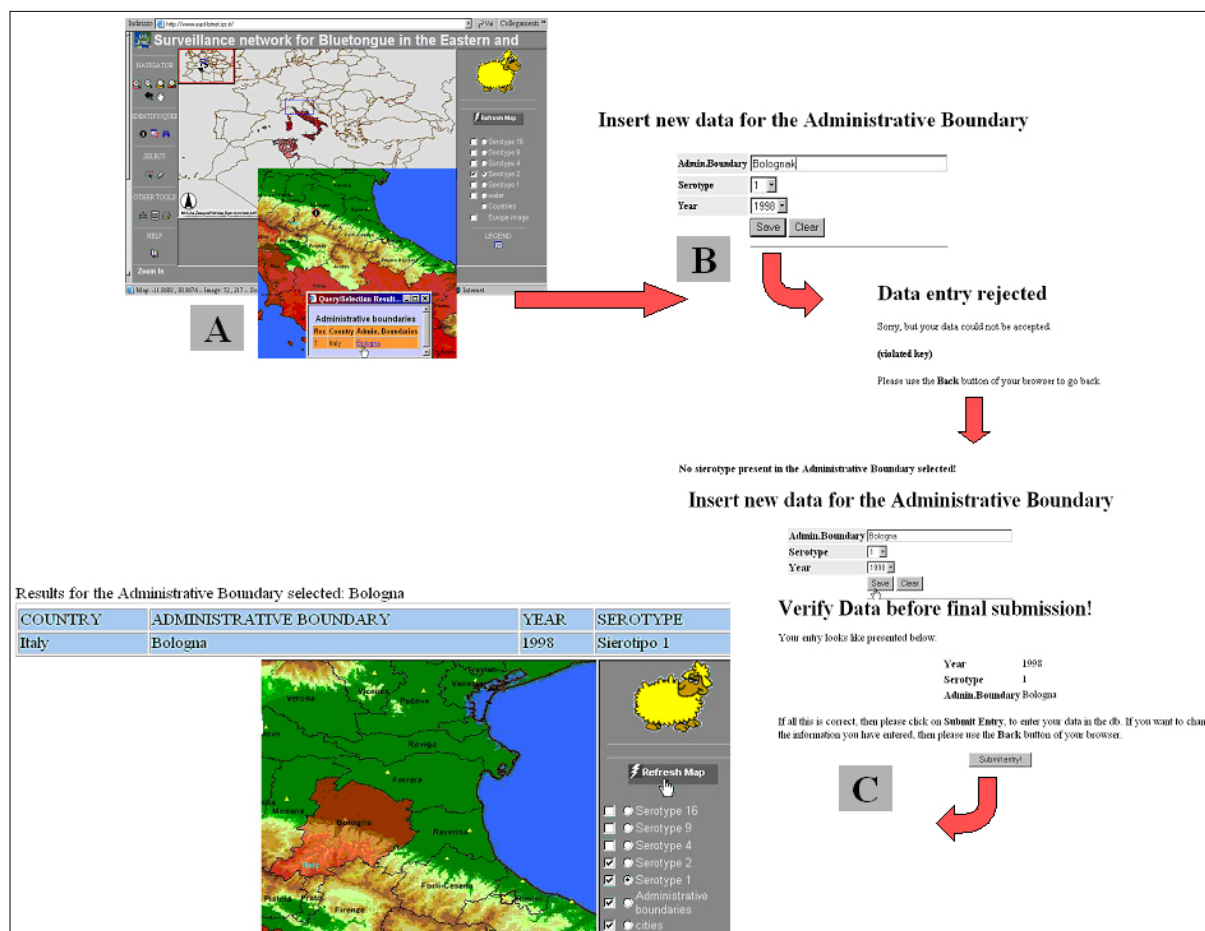 Indirizzo http://www.eastbtnet.izs.it/ Vai Collegamenti
Surveillance network for Bluetongue in the Eastern and
NAVIGATOR
IDENTIFY/QUERY
SELECT
OTHER TOOLS
HELP
Zoom In
Refresh Map
Serotype 16
Serotype 9
Serotype 4
Serotype 2
Serotype 1
water
Countries
Europe image
LEGEND
Internet
A
Query/Selection Result...
Administrative boundaries
Rec Country Admin. Boundaries
1 Italy Bologna
Insert new data for the Administrative Boundary
Admin.Boundary Bolognak
Serotype 1
Year 1998
Save Clear
B
Data entry rejected
Sorry, but your data could not be accepted.
(violated key)
Please use the Back button of your browser to go back.
No sierotype present in the Administrative Boundary selected!
Insert new data for the Administrative Boundary
Admin.Boundary Bologna
Serotype 1
Year 1998
Save Clear
Verify Data before final submission!
Your entry looks like presented below:
Year 1998
Serotype 1
Admin.Boundary Bologna
If all this is correct, then please click on Submit Entry, to enter your data in the db. If you want to chan
the information you have entered, then please use the Back button of your browser.
Submit entry!
C
Results for the Administrative Boundary selected: Bologna
COUNTRY ADMINISTRATIVE BOUNDARY YEAR SEROTYPE
Italy Bologna 1998 Sierotipo 1
Verona
Vicenza
Padova
Rovigo
Ferrara
Modena
Bologna
Ravenna
Italy
Forli-Cesena
Rimini
Pistoia
Prato
Firenze
Refresh Map
Serotype 16
Serotype 9
Serotype 4
Serotype 2
Serotype 1
Administrative
boundaries
cities